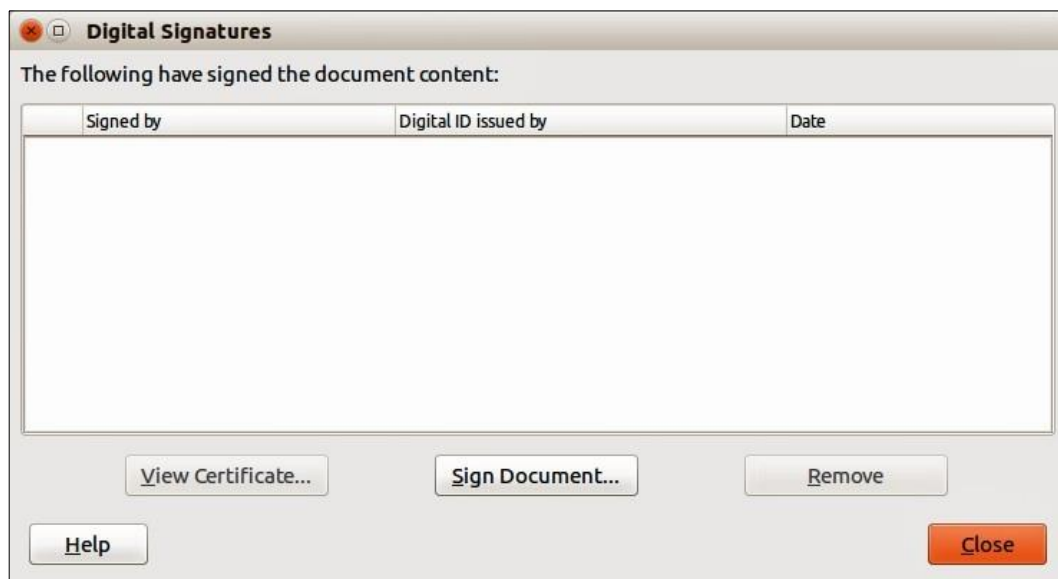 Digital Signatures
The following have signed the document content:
Signed by Digital ID issued by Date
View Certificate... Sign Document... Remove
Help Close